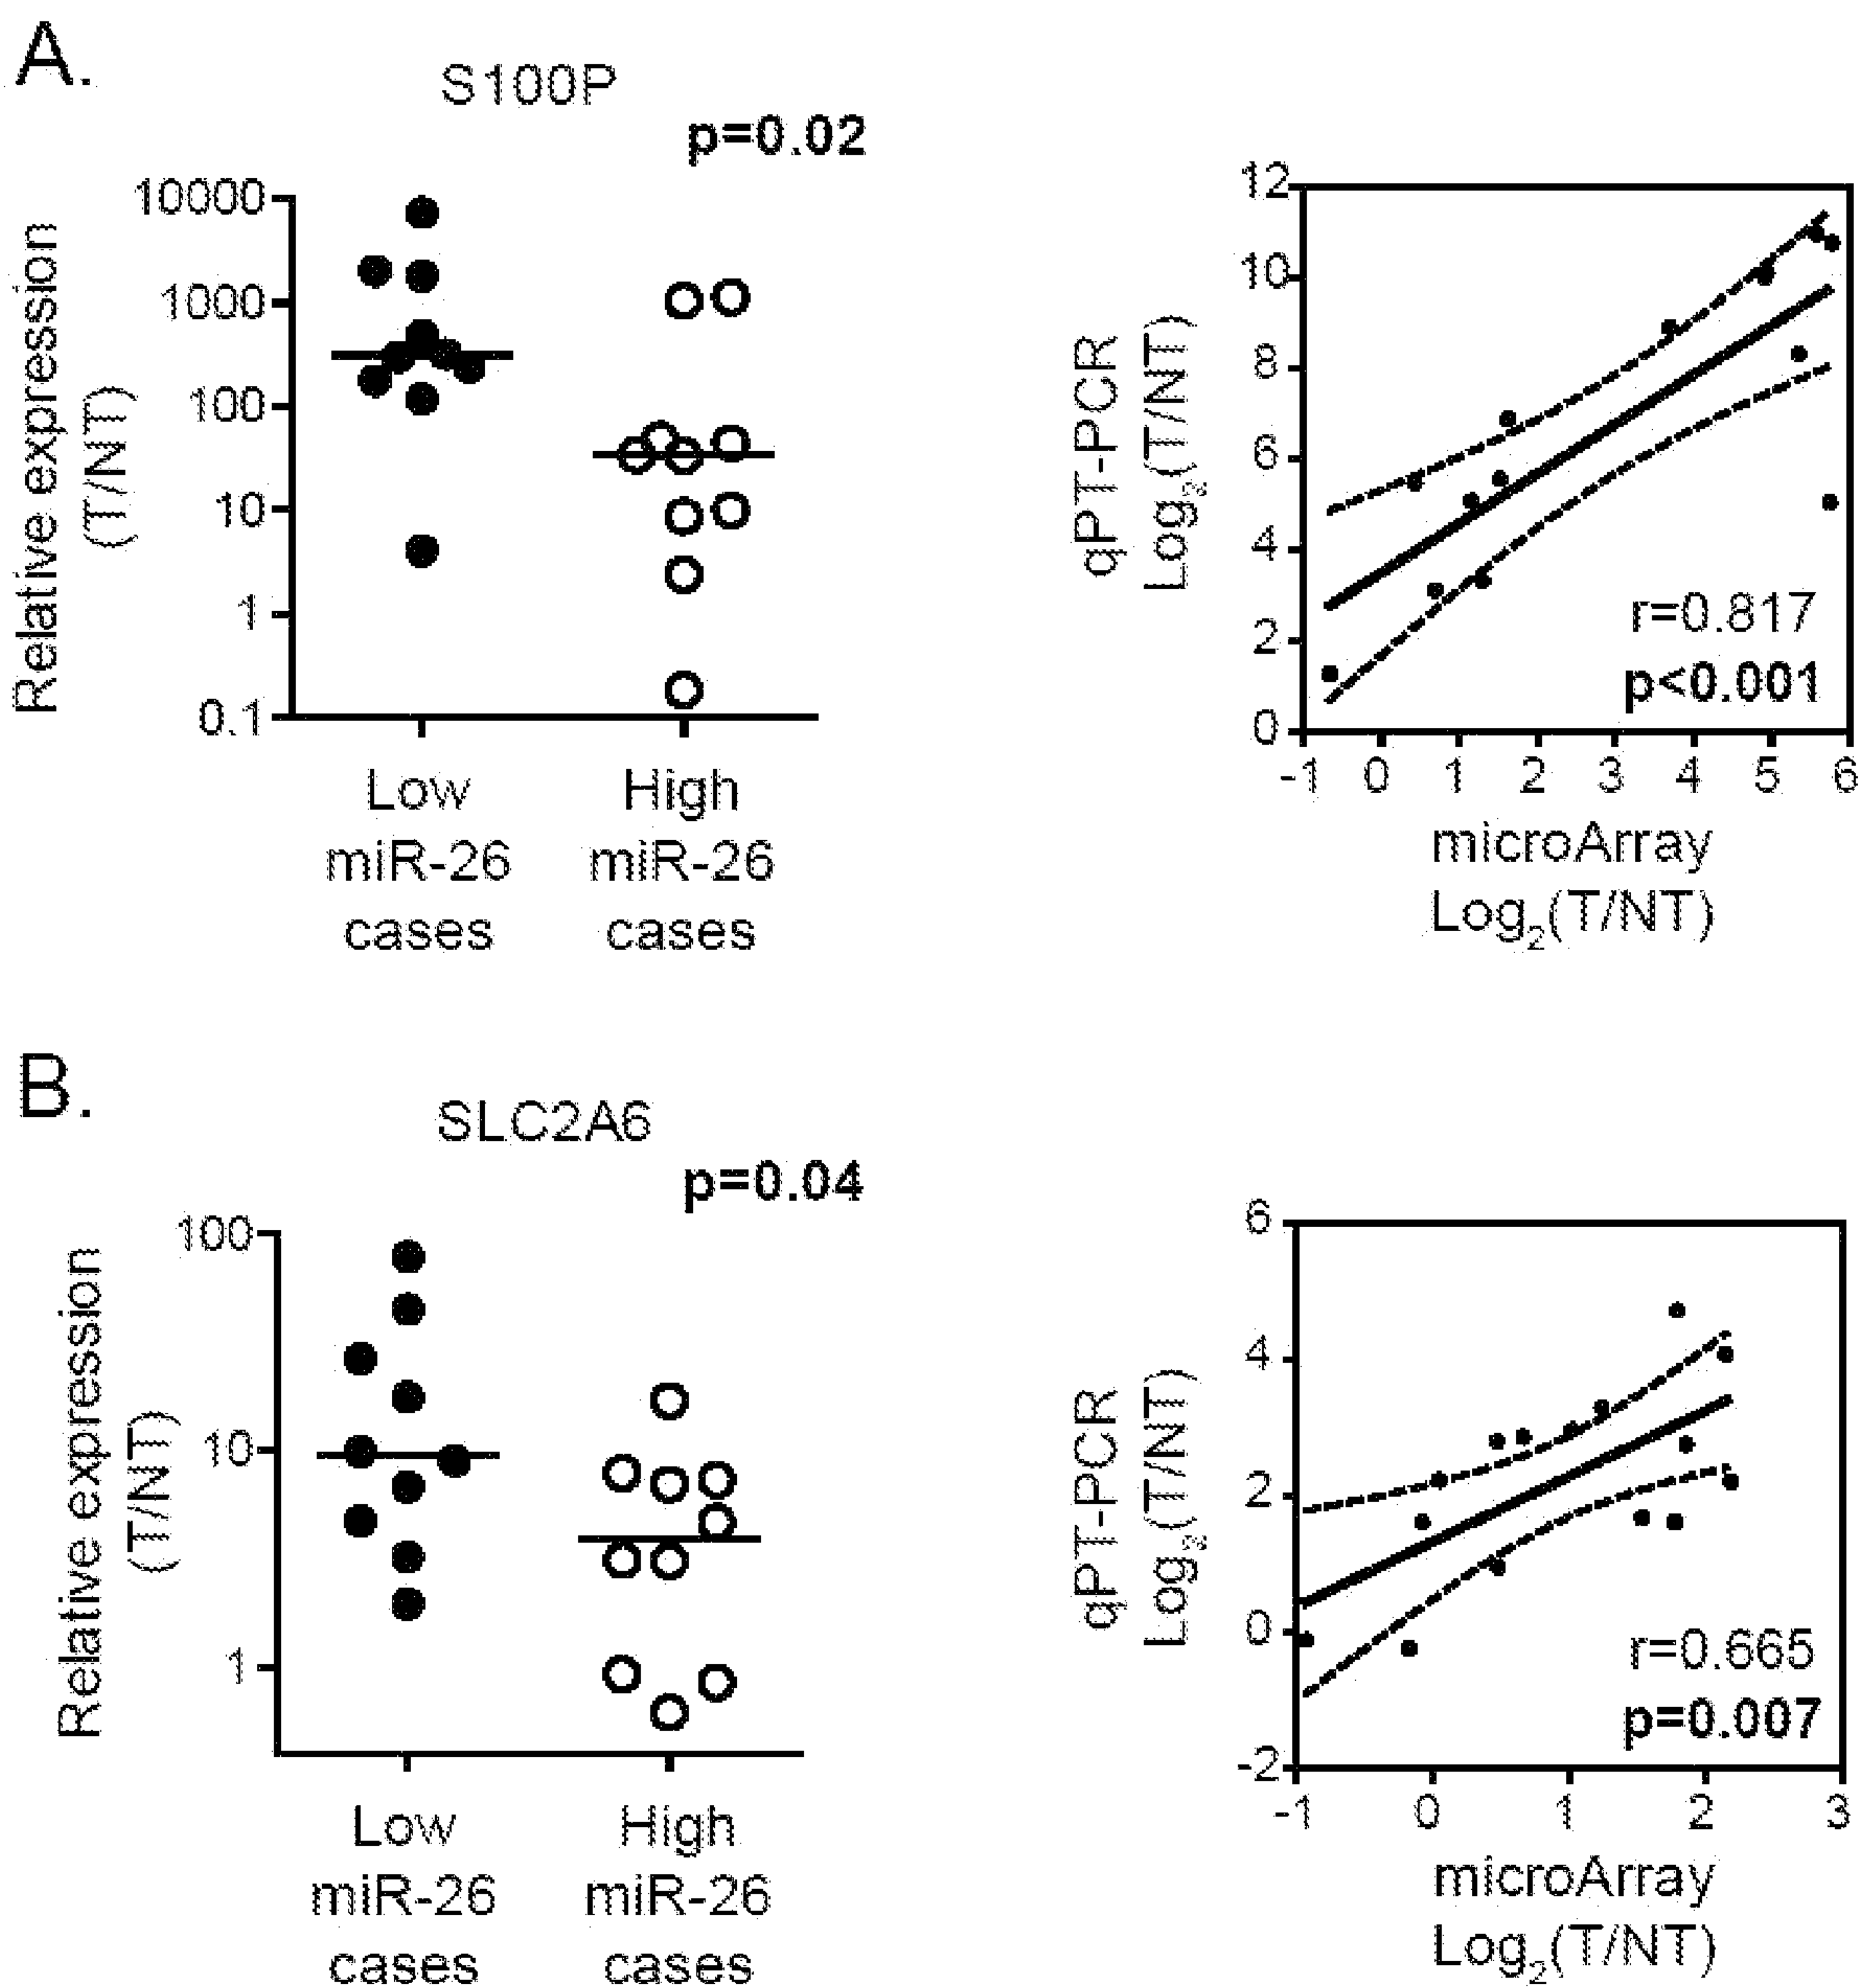 A.
S100P
p=0.02
Relative expression
(T/NT)
10000
1000
100
10
1
0.1
Low
miR-26
cases
High
miR-26
cases
qPT-PCR
Log₂(T/NT)
12
10
8
6
4
2
0
r=0.817
p<0.001
-1 0 1 2 3 4 5 6
microArray
Log₂(T/NT)
B.
SLC2A6
p=0.04
Relative expression
(T/NT)
100
10
1
Low
miR-26
cases
High
miR-26
cases
qPT-PCR
Log₂(T/NT)
6
4
2
0
-2
r=0.665
p=0.007
-1 0 1 2 3
microArray
Log₂(T/NT)